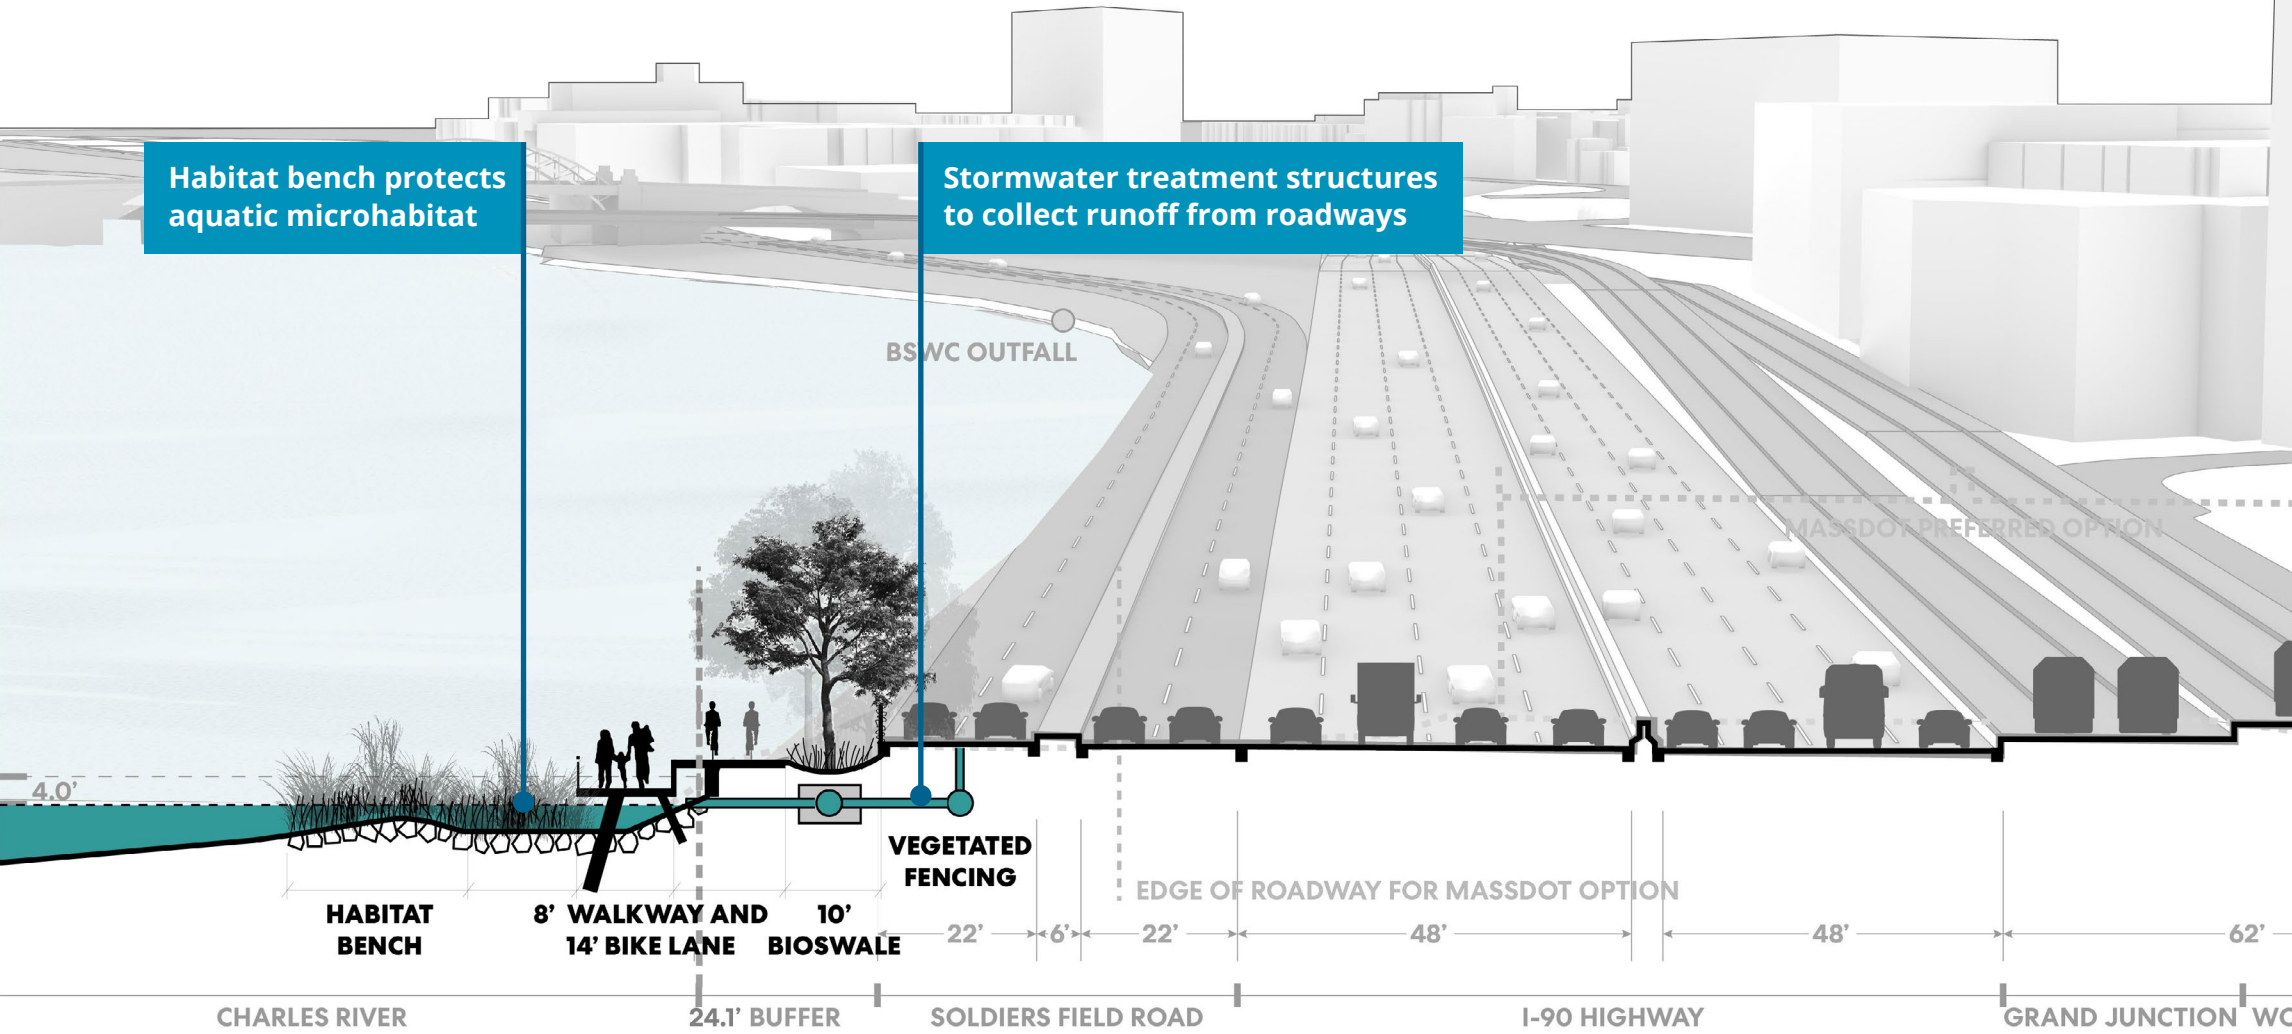 Habitat bench protects
aquatic microhabitat
Stormwater treatment structures
to collect runoff from roadways
BSWC OUTFALL
MASSDOT PREFERRED OPTION
4.0'
VEGETATED
FENCING
EDGE OF ROADWAY FOR MASSDOT OPTION
HABITAT
BENCH
8' WALKWAY AND
14' BIKE LANE
10'
BIOSWALE
22'
6'
22'
48'
48'
62'
CHARLES RIVER
24.1' BUFFER
SOLDIERS FIELD ROAD
I-90 HIGHWAY
GRAND JUNCTION